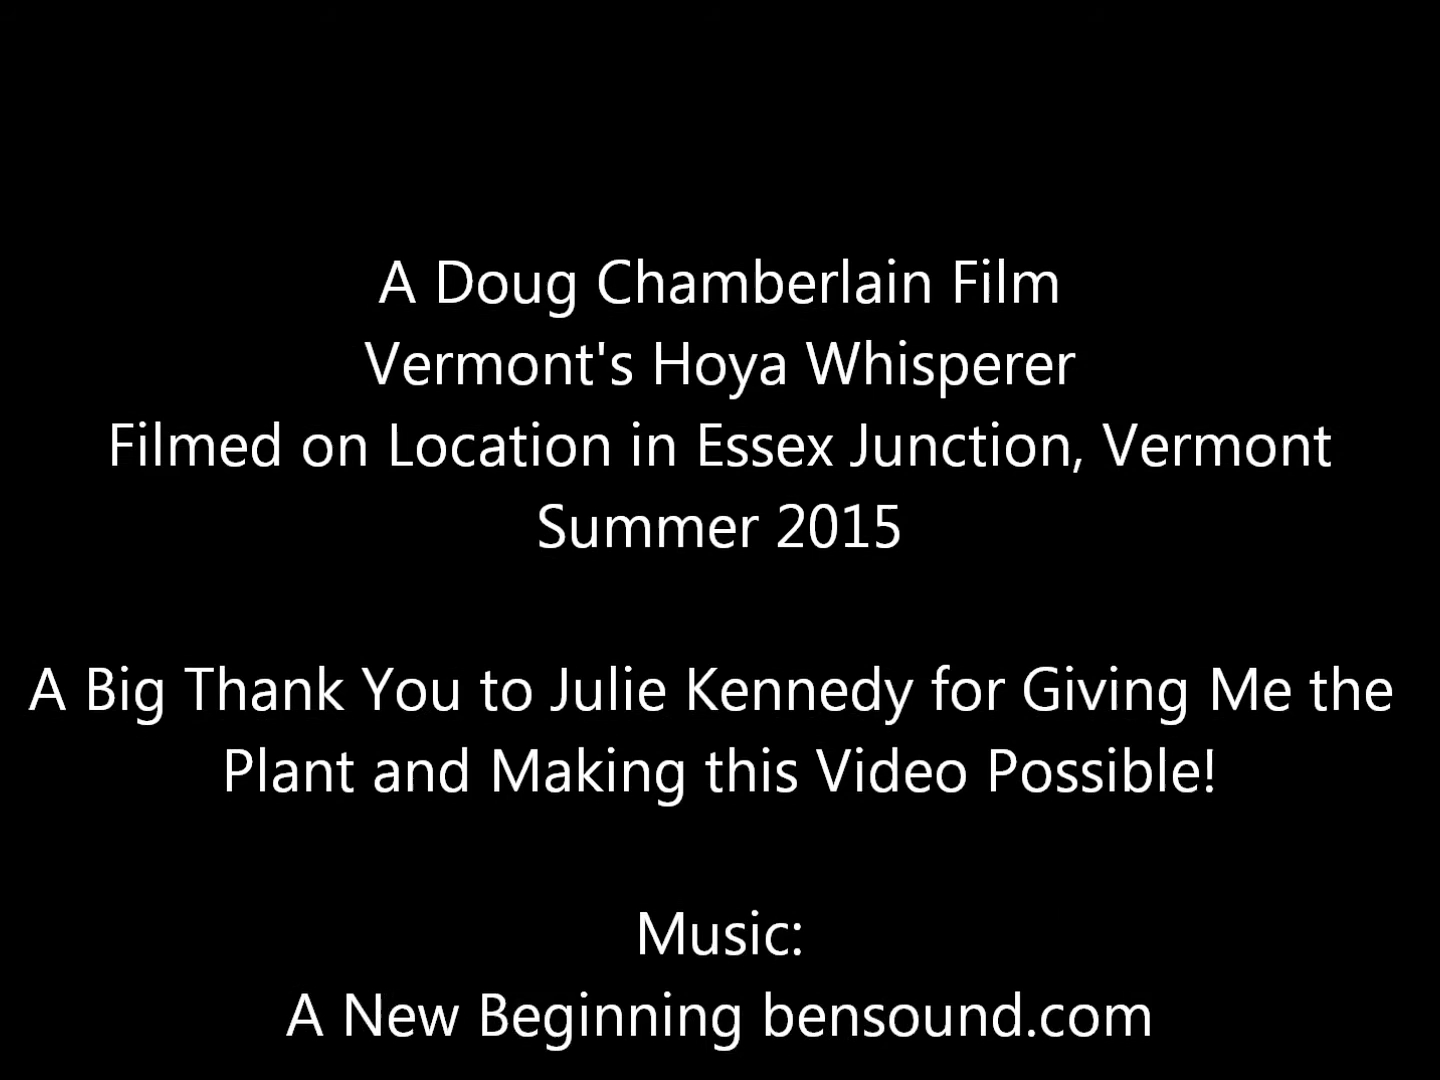 A Doug Chamberlain Film
Vermont's Hoya Whisperer
Filmed on Location in Essex Junction, Vermont
Summer 2015
A Big Thank You to Julie Kennedy for Giving Me the
Plant and Making this Video Possible!
Music:
A New Beginning bensound.com